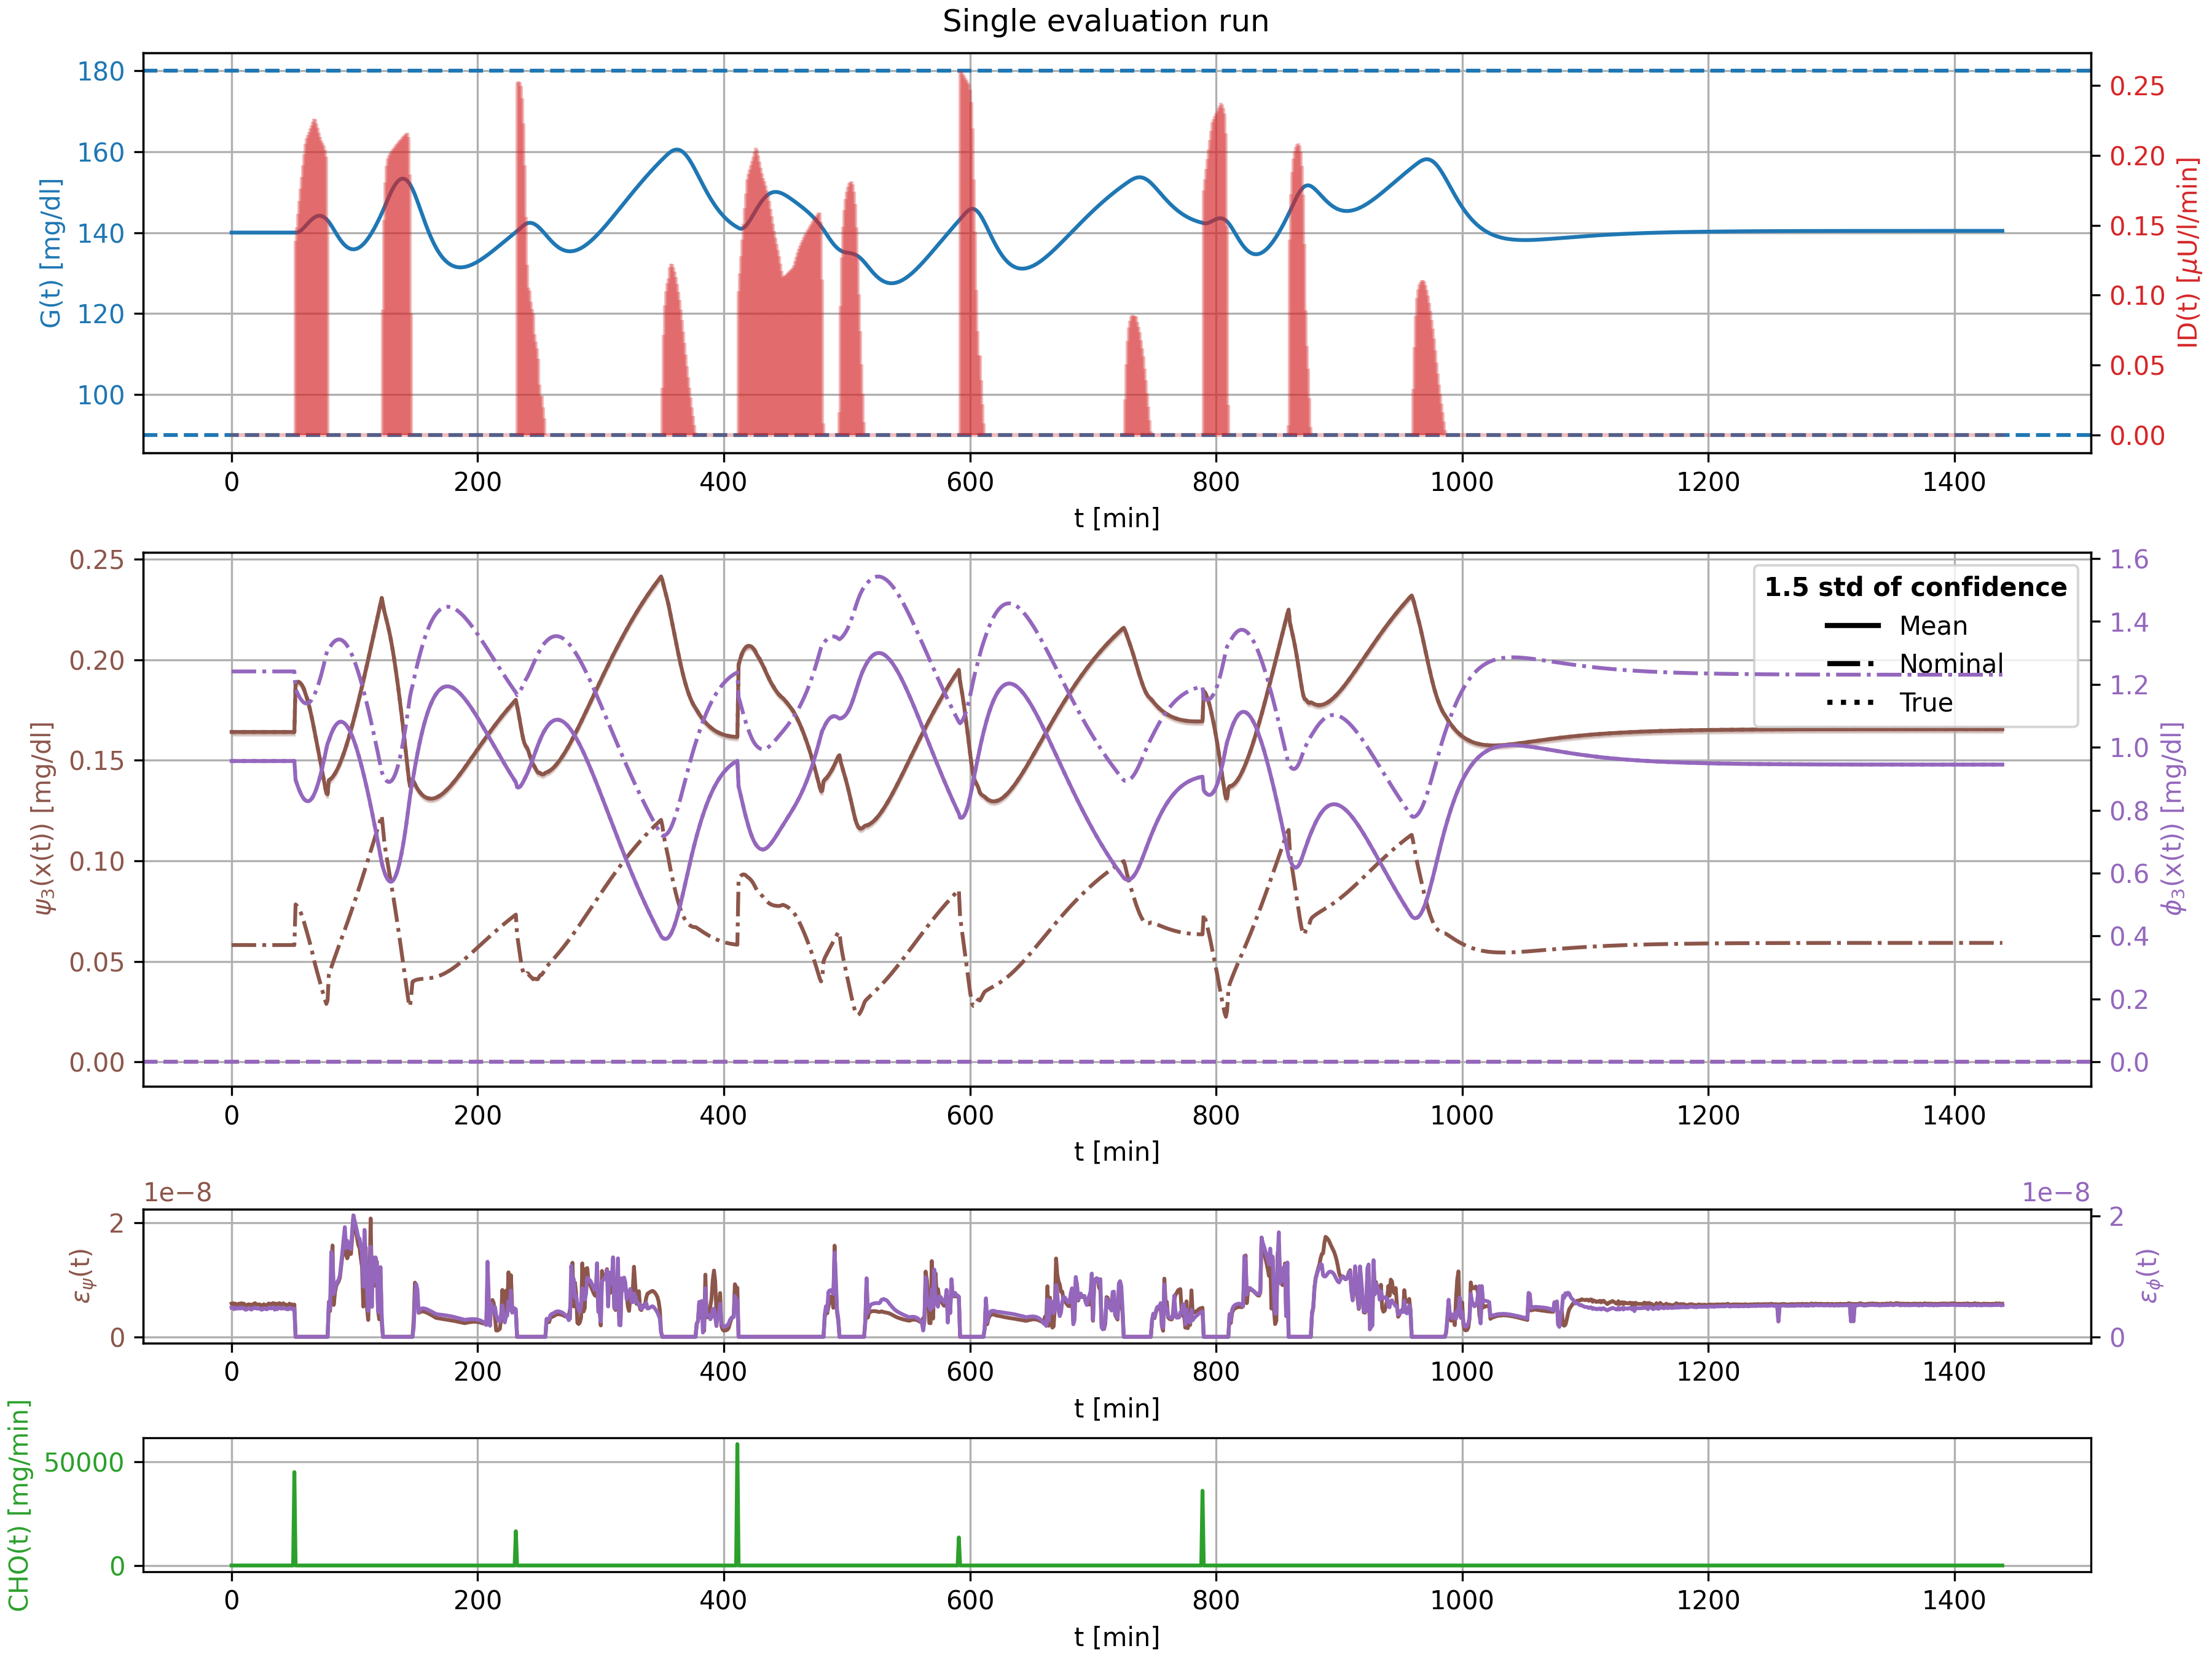 Single evaluation run
180
160
140
120
100
G(t) [mg/dl]
0.25
0.20
0.15
0.10
0.05
0.00
ID(t) [μU/l/min]
0 200 400 600 800 1000 1200 1400
t [min]
0.25
0.20
0.15
0.10
0.05
0.00
ψ₃(x(t)) [mg/dl]
1.5 std of confidence
Mean
Nominal
True
1.6
1.4
1.2
1.0
0.8
0.6
0.4
0.2
0.0
ϕ₃(x(t)) [mg/dl]
0 200 400 600 800 1000 1200 1400
t [min]
1e−8
1e−8
2
0
εψ(t)
2
0
εϕ(t)
0 200 400 600 800 1000 1200 1400
t [min]
50000
0
CHO(t) [mg/min]
0 200 400 600 800 1000 1200 1400
t [min]